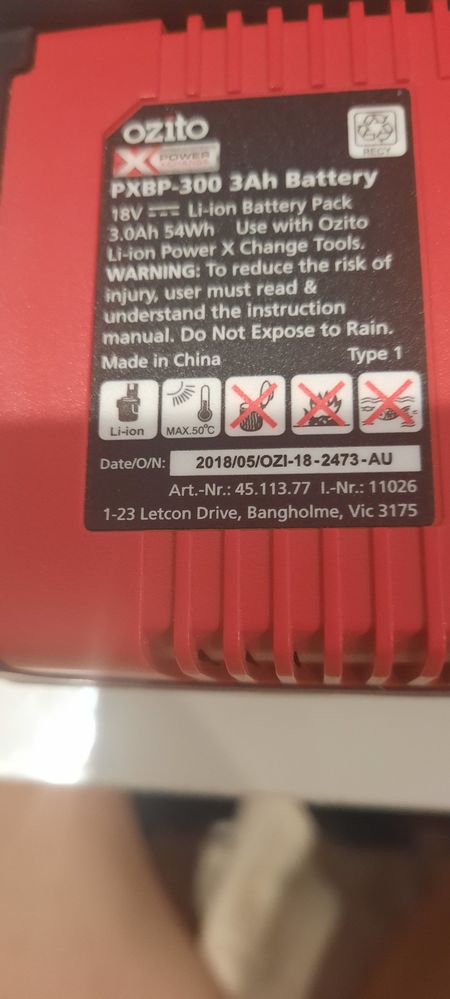 ozito
RECY
X POWER
X CHANGE
PXBP-300 3Ah Battery
18V Li-ion Battery Pack
3.0Ah 54Wh Use with Ozito
Li-ion Power X Change Tools.
WARNING: To reduce the risk of
injury, user must read &
understand the instruction
manual. Do Not Expose to Rain.
Made in China Type 1
Li-ion
MAX.50°C
Date/O/N: 2018/05/OZI-18-2473-AU
Art.-Nr.: 45.113.77 I.-Nr.: 11026
1-23 Letcon Drive, Bangholme, Vic 3175